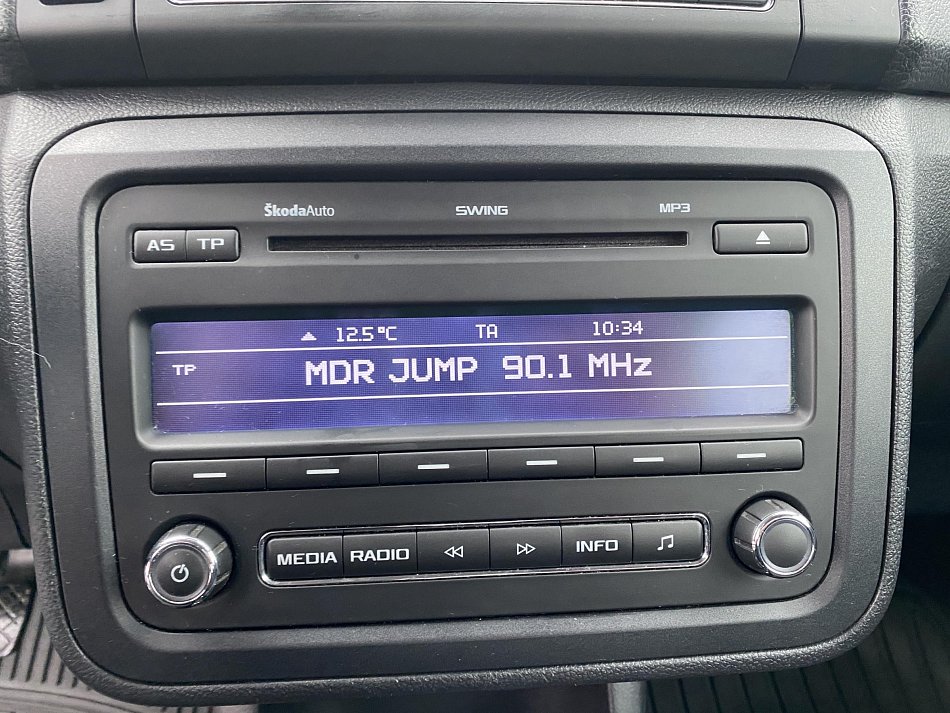 ŠkodaAuto SWING MP3
AS TP
12.5°C TA 10:34
TP MDR JUMP 90.1 MHz
MEDIA RADIO INFO